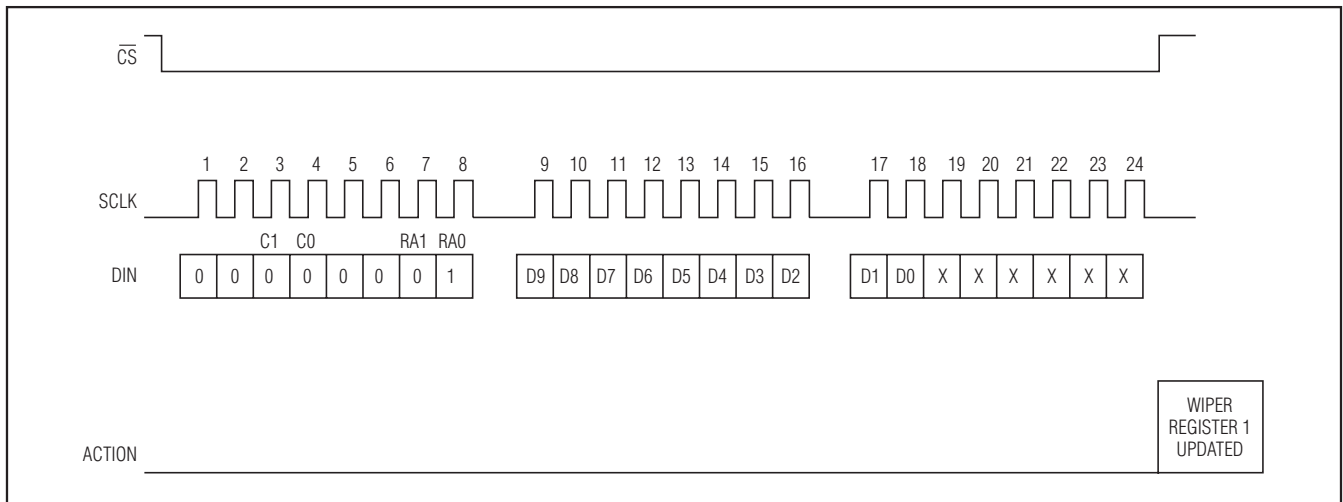 CS
1 2 3 4 5 6 7 8 9 10 11 12 13 14 15 16 17 18 19 20 21 22 23 24
SCLK
C1 C0 RA1 RA0
DIN 0 0 0 0 0 0 0 1 D9 D8 D7 D6 D5 D4 D3 D2 D1 D0 X X X X X X
WIPER
REGISTER 1
UPDATED
ACTION